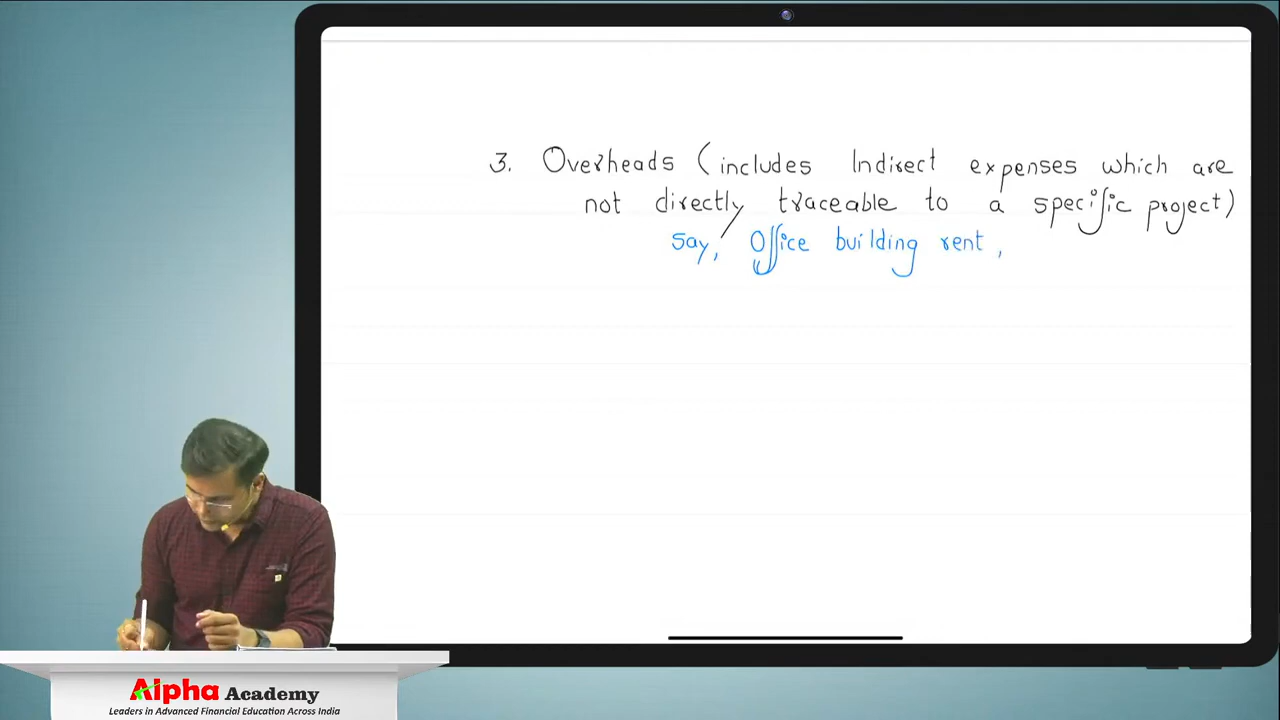 3. Overheads (includes Indirect expenses which are
not directly traceable to a specific project)
say, Office building rent,
Alpha Academy
Leaders in Advanced Financial Education Across India